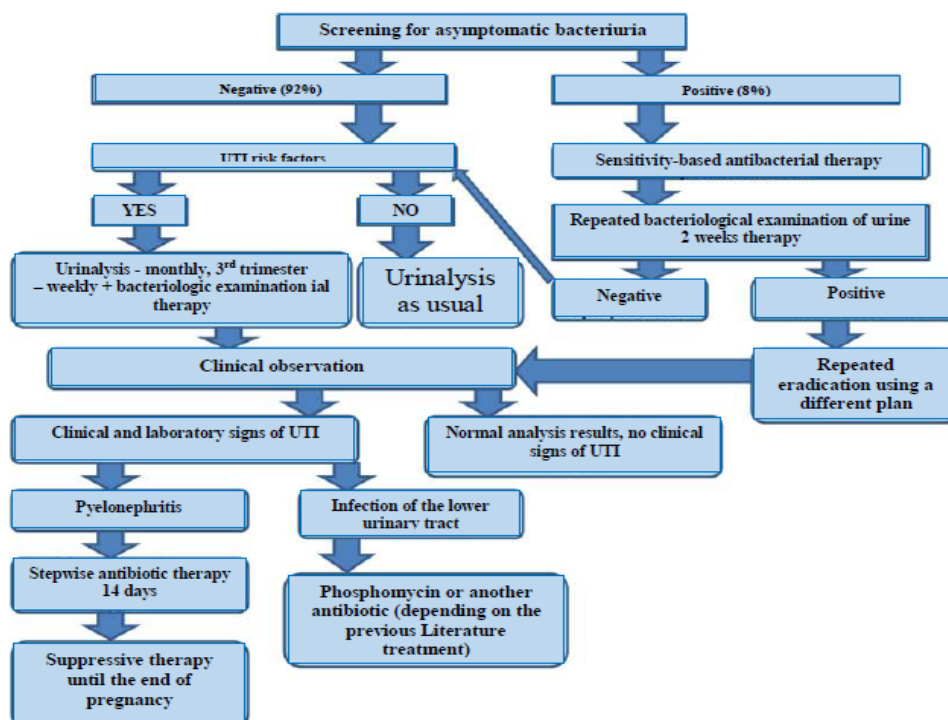 Screening for asymptomatic bacteriuria
Negative (92%)
Positive (8%)
UTI risk factors
Sensitivity-based antibacterial therapy
YES
NO
Repeated bacteriological examination of urine
2 weeks therapy
Urinalysis - monthly, 3rd trimester
– weekly + bacteriologic examination ial
therapy
Urinalysis
as usual
Negative
Positive
Clinical observation
Repeated
eradication using a
different plan
Clinical and laboratory signs of UTI
Normal analysis results, no clinical
signs of UTI
Pyelonephritis
Infection of the lower
urinary tract
Stepwise antibiotic therapy
14 days
Phosphomycin or another
antibiotic (depending on the
previous Literature
treatment)
Suppressive therapy
until the end of
pregnancy